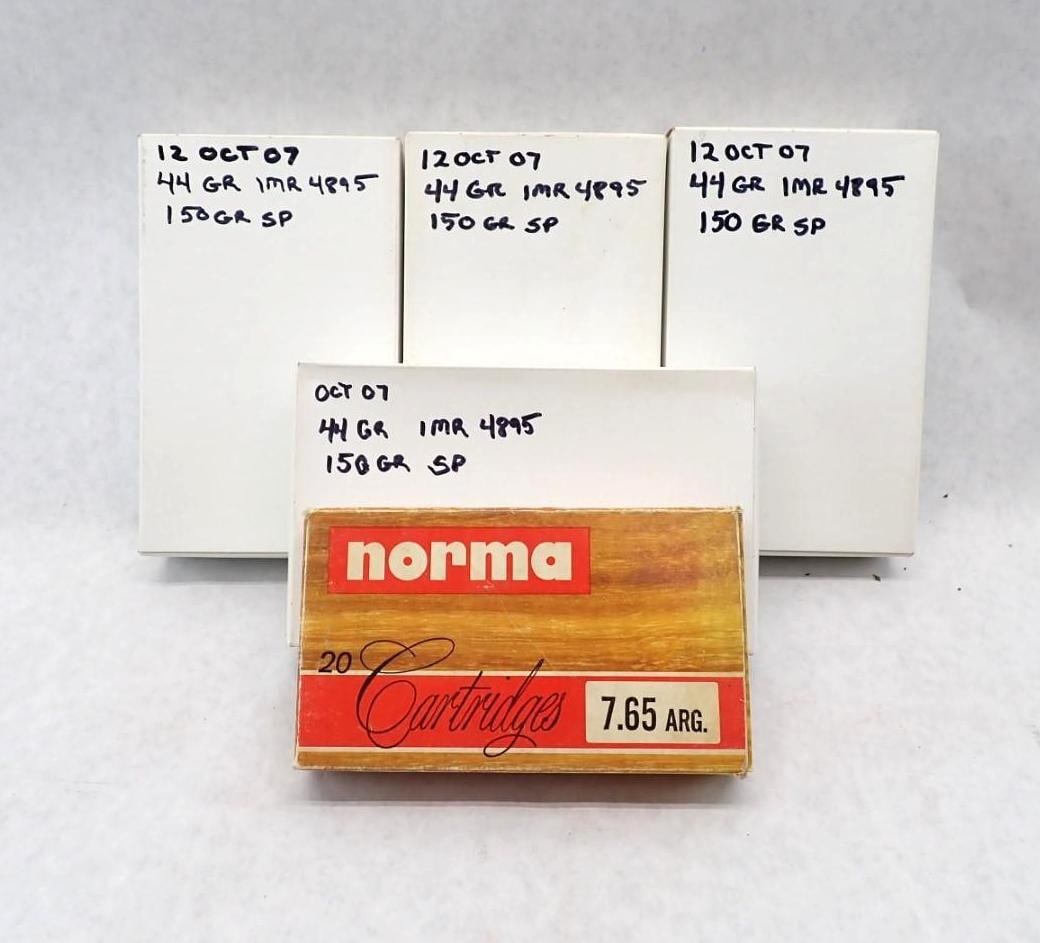 12 OCT 07
44 GR IMR 4895
150 GR SP
12 OCT 07
44 GR IMR 4895
150 GR SP
12 OCT 07
44 GR IMR 4895
150 GR SP
OCT 07
44 GR IMR 4895
150 GR SP
norma
20 Cartridges
7.65 ARG.